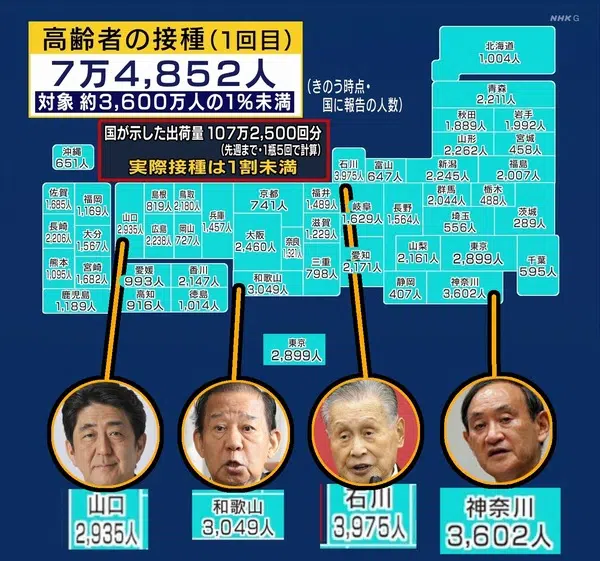 NHK G
高齢者の接種(1回目)
7万4,852人
対象 約3,600万人の1%未満
(きのう時点・
国に報告の人数)
国が示した出荷量 107万2,500回分
(先週まで・1瓶5回で計算)
実際接種は1割未満
北海道
1,004人
青森
2,211人
秋田
1,889人
岩手
1,992人
山形
2,262人
宮城
458人
沖縄
651人
石川
3,975人
富山
647人
新潟
2,245人
福島
2,007人
佐賀
1,685人
福岡
1,169人
山口
2,935人
島根
819人
鳥取
2,180人
兵庫
1,457人
京都
741人
福井
1,489人
岐阜
1,629人
長野
1,564人
群馬
2,044人
栃木
488人
茨城
289人
長崎
2,206人
大分
1,567人
広島
2,238人
岡山
727人
大阪
2,460人
奈良
1,321人
滋賀
1,229人
埼玉
556人
熊本
1,095人
宮崎
1,682人
愛媛
993人
香川
2,147人
和歌山
3,049人
三重
798人
愛知
2,171人
山梨
2,161人
東京
2,899人
千葉
595人
鹿児島
1,189人
高知
916人
徳島
1,014人
静岡
407人
神奈川
3,602人
東京
2,899人
山口
2,935人
和歌山
3,049人
石川
3,975人
神奈川
3,602人